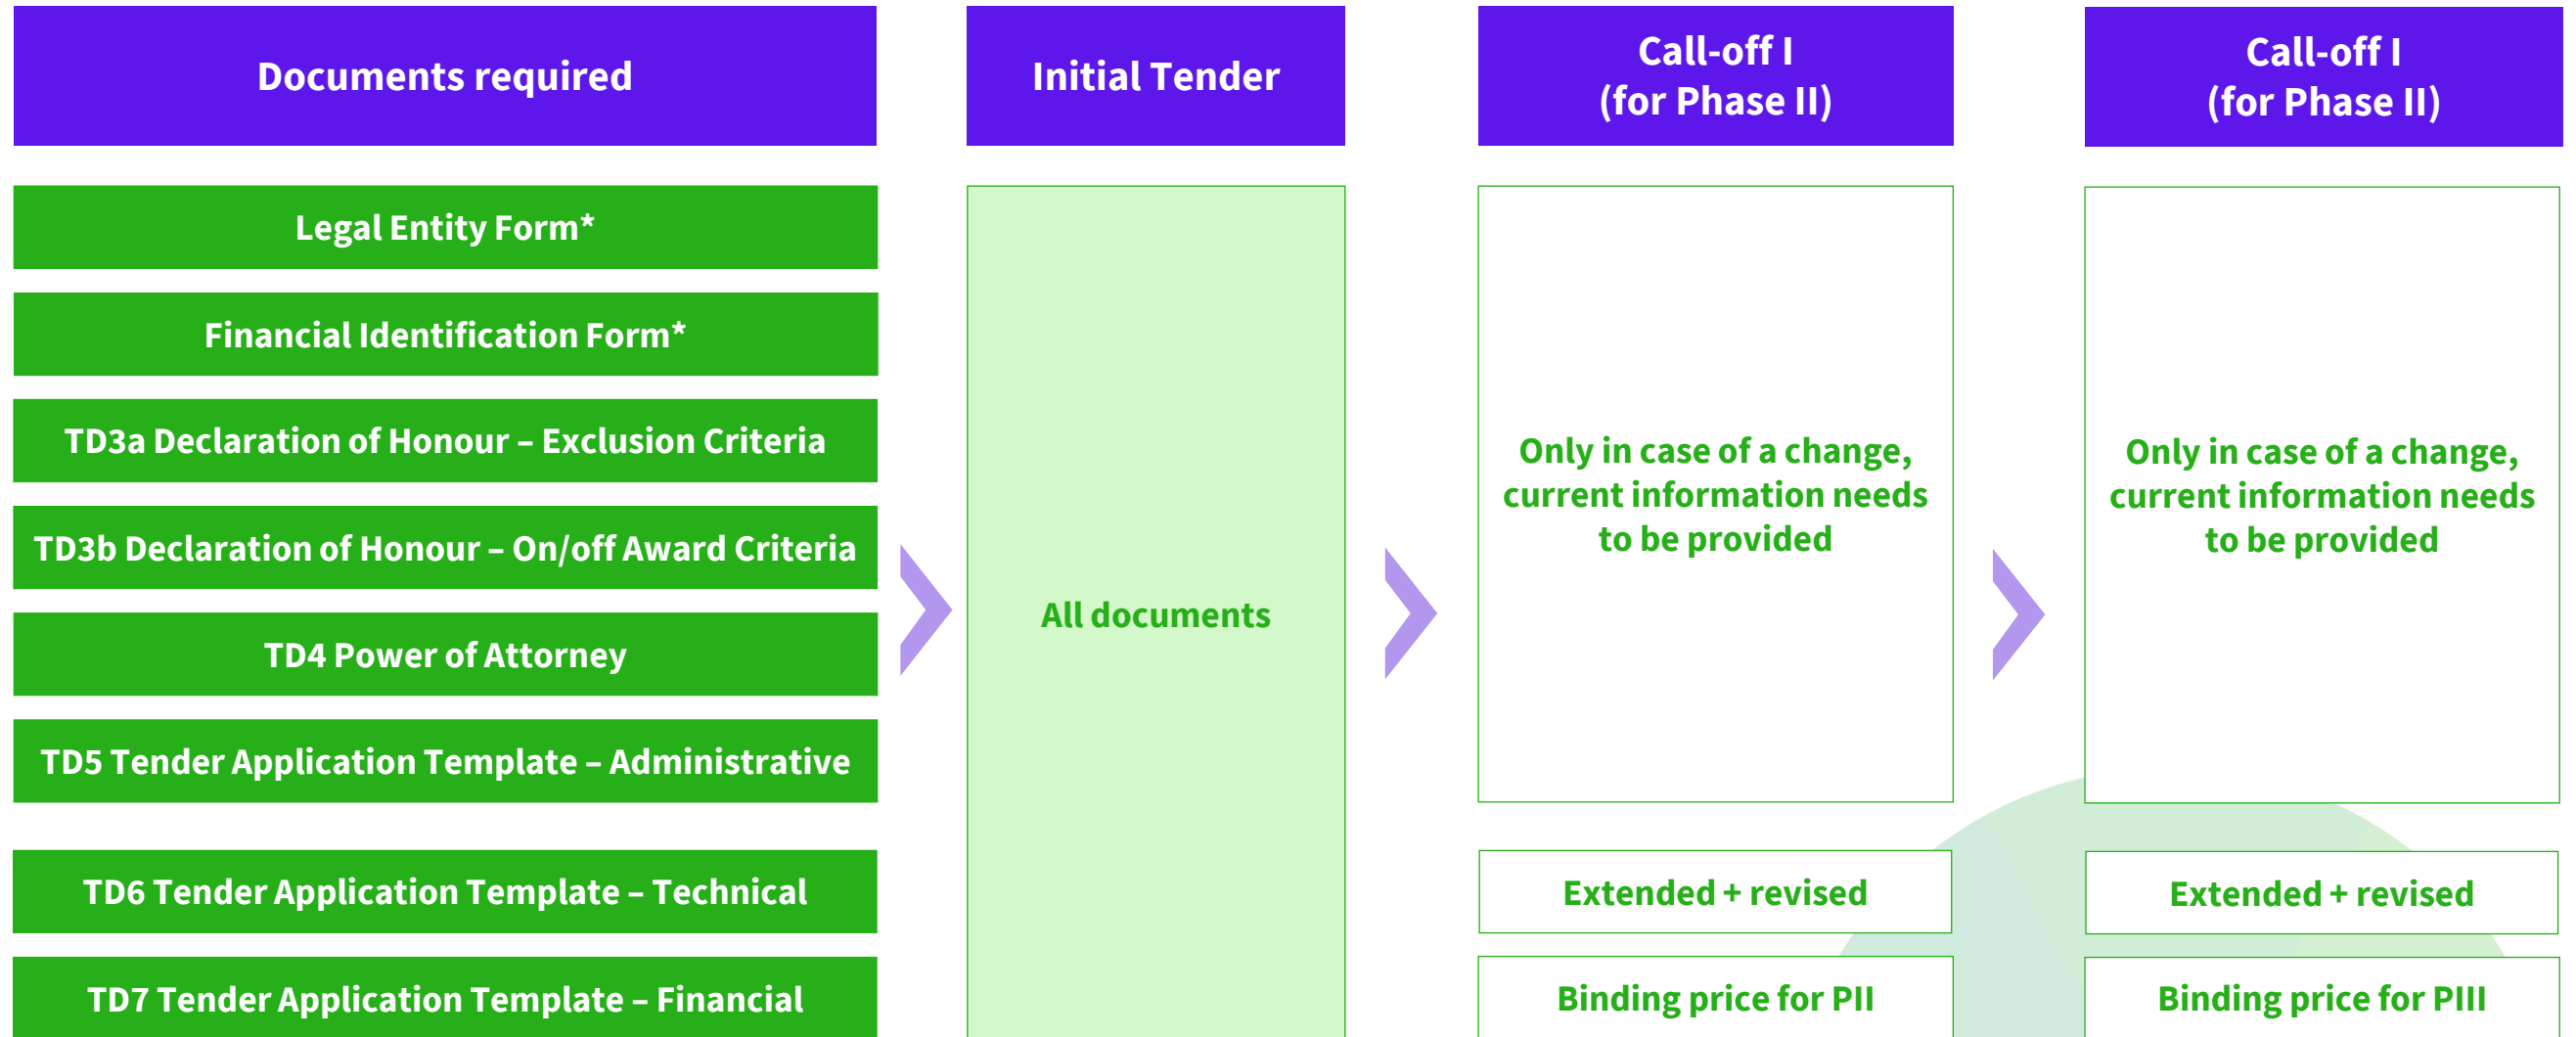 Documents required
Initial Tender
Call-off I
(for Phase II)
Call-off I
(for Phase II)
Legal Entity Form*
Financial Identification Form*
TD3a Declaration of Honour – Exclusion Criteria
TD3b Declaration of Honour – On/off Award Criteria
TD4 Power of Attorney
TD5 Tender Application Template – Administrative
TD6 Tender Application Template – Technical
TD7 Tender Application Template – Financial
All documents
Only in case of a change,
current information needs
to be provided
Extended + revised
Binding price for PII
Only in case of a change,
current information needs
to be provided
Extended + revised
Binding price for PIII